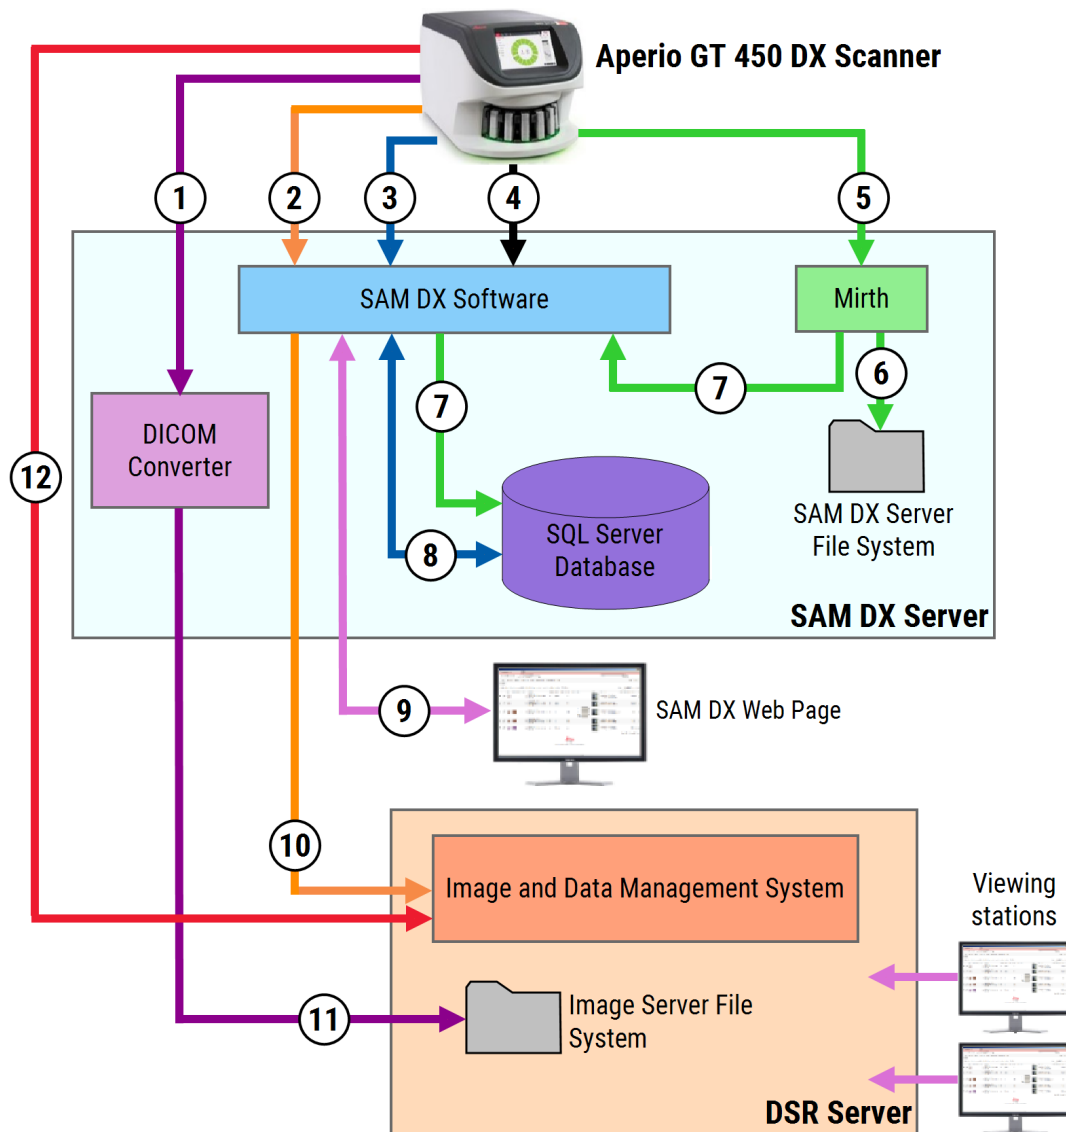 Aperio GT 450 DX Scanner
1
2
3
4
5
SAM DX Software
Mirth
7
7
6
DICOM
Converter
12
SQL Server
Database
8
SAM DX Server
File System
SAM DX Server
9
SAM DX Web Page
10
Image and Data Management System
Viewing
stations
11
Image Server File
System
DSR Server